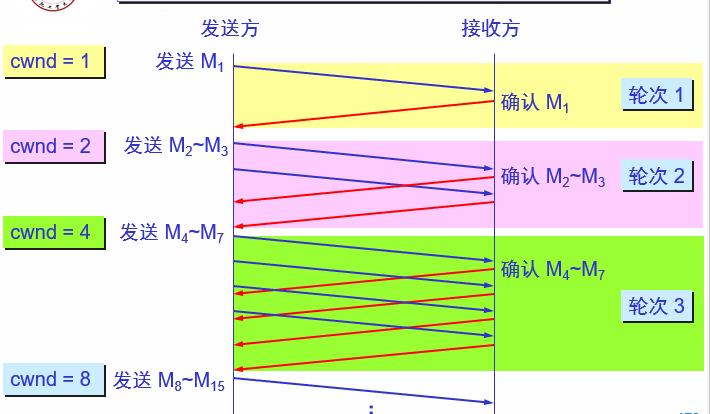 发送方 接收方
cwnd = 1 发送 M1
确认 M1 轮次 1
cwnd = 2 发送 M2~M3
确认 M2~M3 轮次 2
cwnd = 4 发送 M4~M7
确认 M4~M7
轮次 3
cwnd = 8 发送 M8~M15
⋮